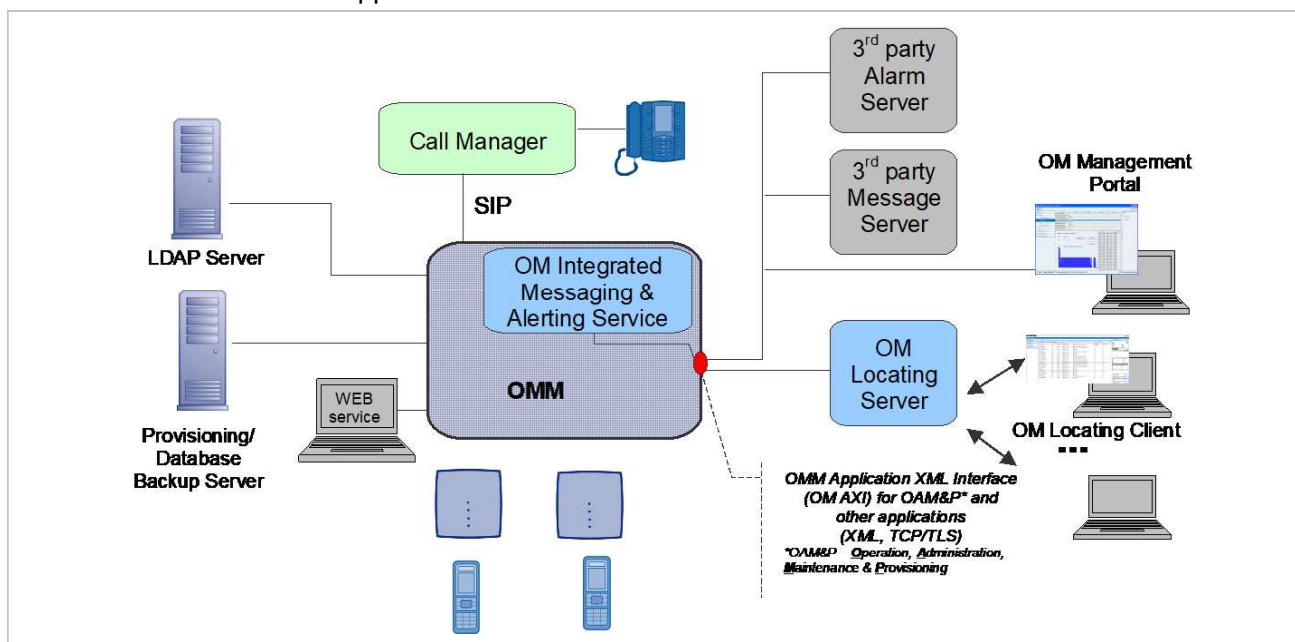 3rd party
Alarm
Server
Call Manager
3rd party
Message
Server
OM Management
Portal
SIP
LDAP Server
OM Integrated
Messaging &
Alerting Service
OM
Locating
Server
OMM
WEB
service
OM Locating Client
Provisioning/
Database
Backup Server
OMM Application XML Interface
(OM AXI) for OAM&P* and
other applications
(XML, TCP/TLS)
*OAM&P Operation, Administration,
Maintenance & Provisioning